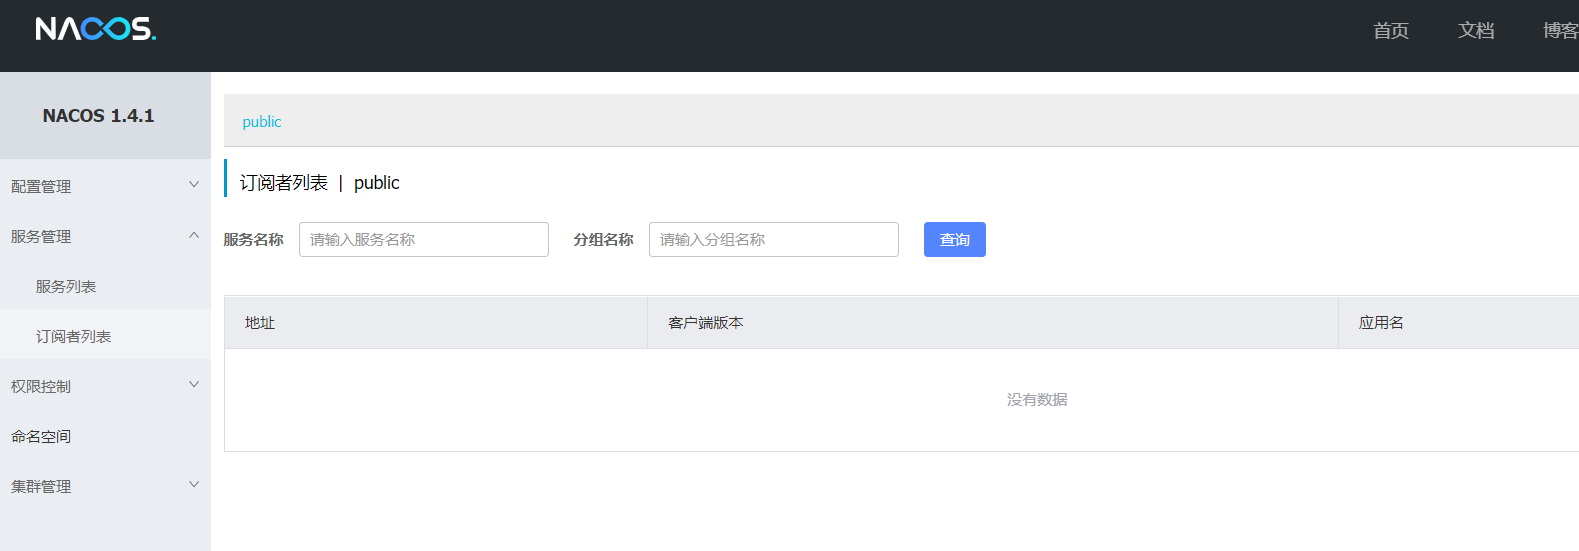 NACOS.
首页 文档 博客
NACOS 1.4.1
配置管理
服务管理
服务列表
订阅者列表
权限控制
命名空间
集群管理
public
订阅者列表 | public
服务名称 请输入服务名称 分组名称 请输入分组名称 查询
地址 客户端版本 应用名
没有数据